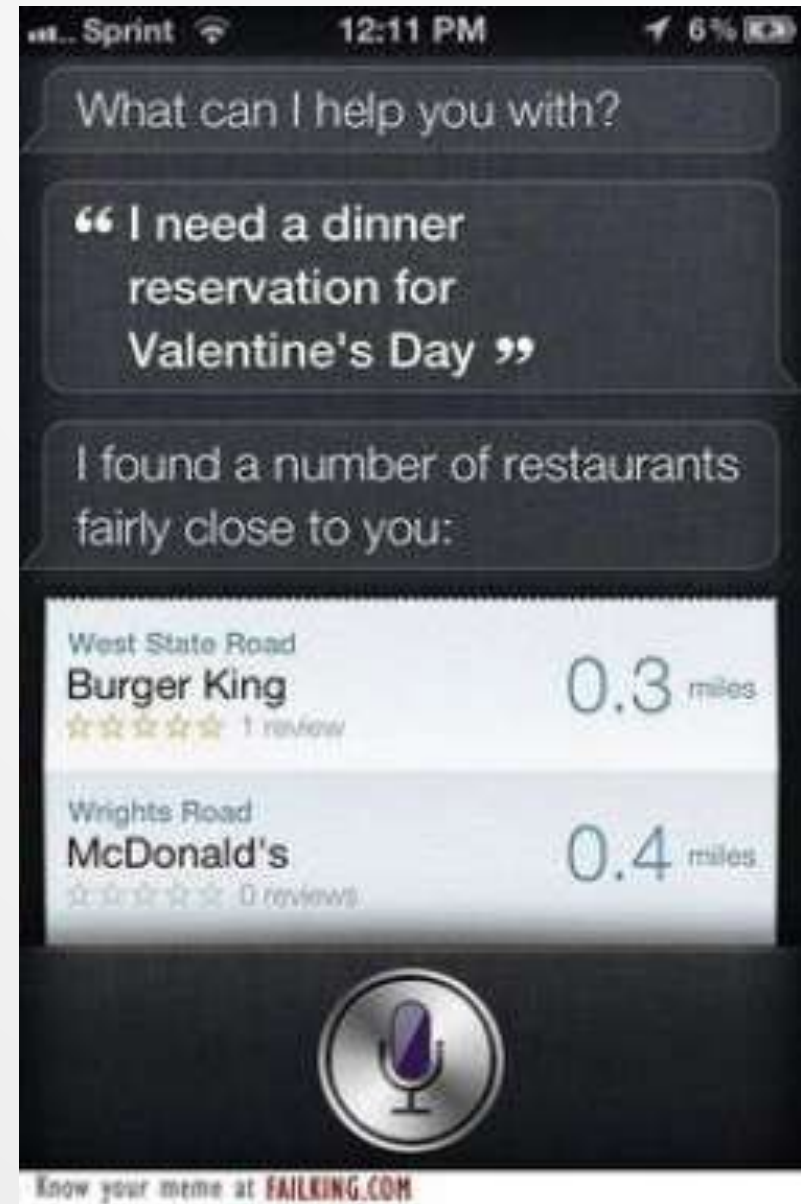 Sprint 12:11 PM 6%
What can I help you with?
“ I need a dinner
reservation for
Valentine's Day ”
I found a number of restaurants
fairly close to you:
West State Road
Burger King
0.3 miles
1 review
Wrights Road
McDonald's
0.4 miles
0 reviews
Know your meme at FAILKING.COM